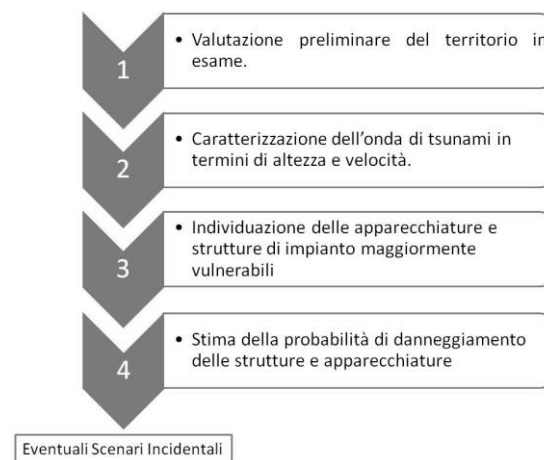 1
• Valutazione preliminare del territorio in
esame.
2
• Caratterizzazione dell'onda di tsunami in
termini di altezza e velocità.
3
• Individuazione delle apparecchiature e
strutture di impianto maggiormente
vulnerabili
4
• Stima della probabilità di danneggiamento
delle strutture e apparecchiature
Eventuali Scenari Incidentali